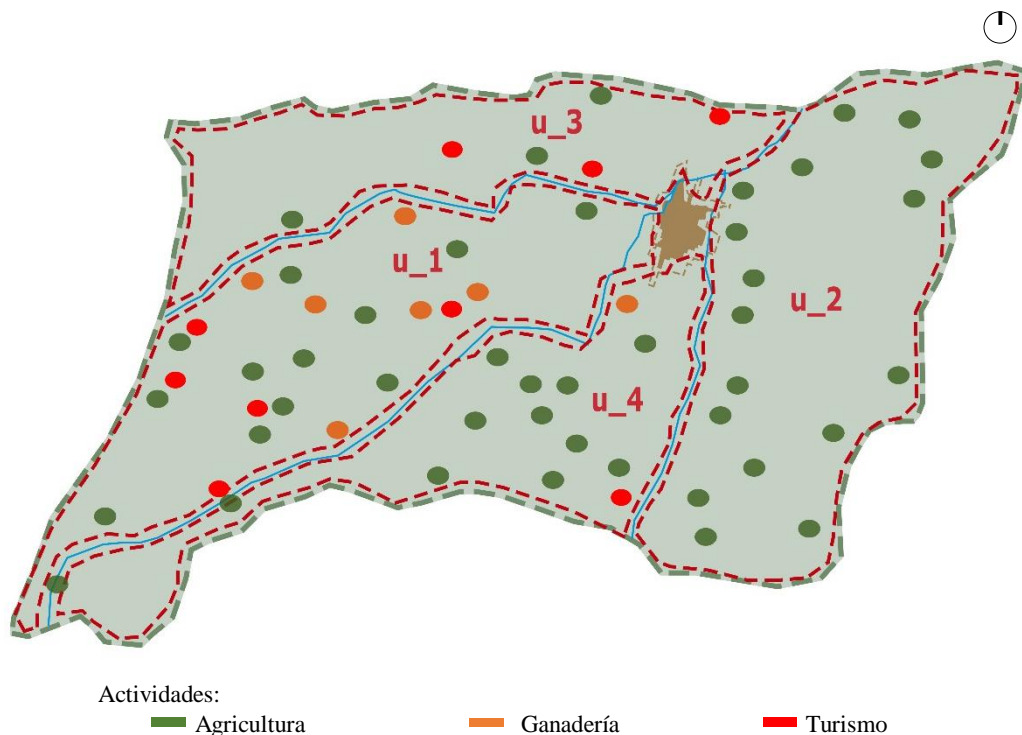 u_3
u_1
u_2
u_4
Actividades:
Agricultura Ganadería Turismo